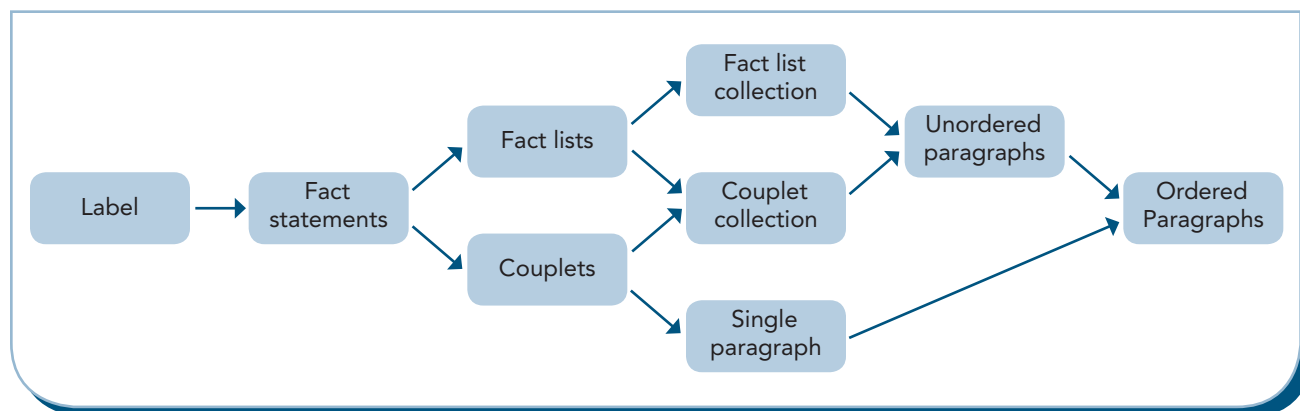 Label
Fact
statements
Fact lists
Couplets
Fact list
collection
Couplet
collection
Single
paragraph
Unordered
paragraphs
Ordered
Paragraphs